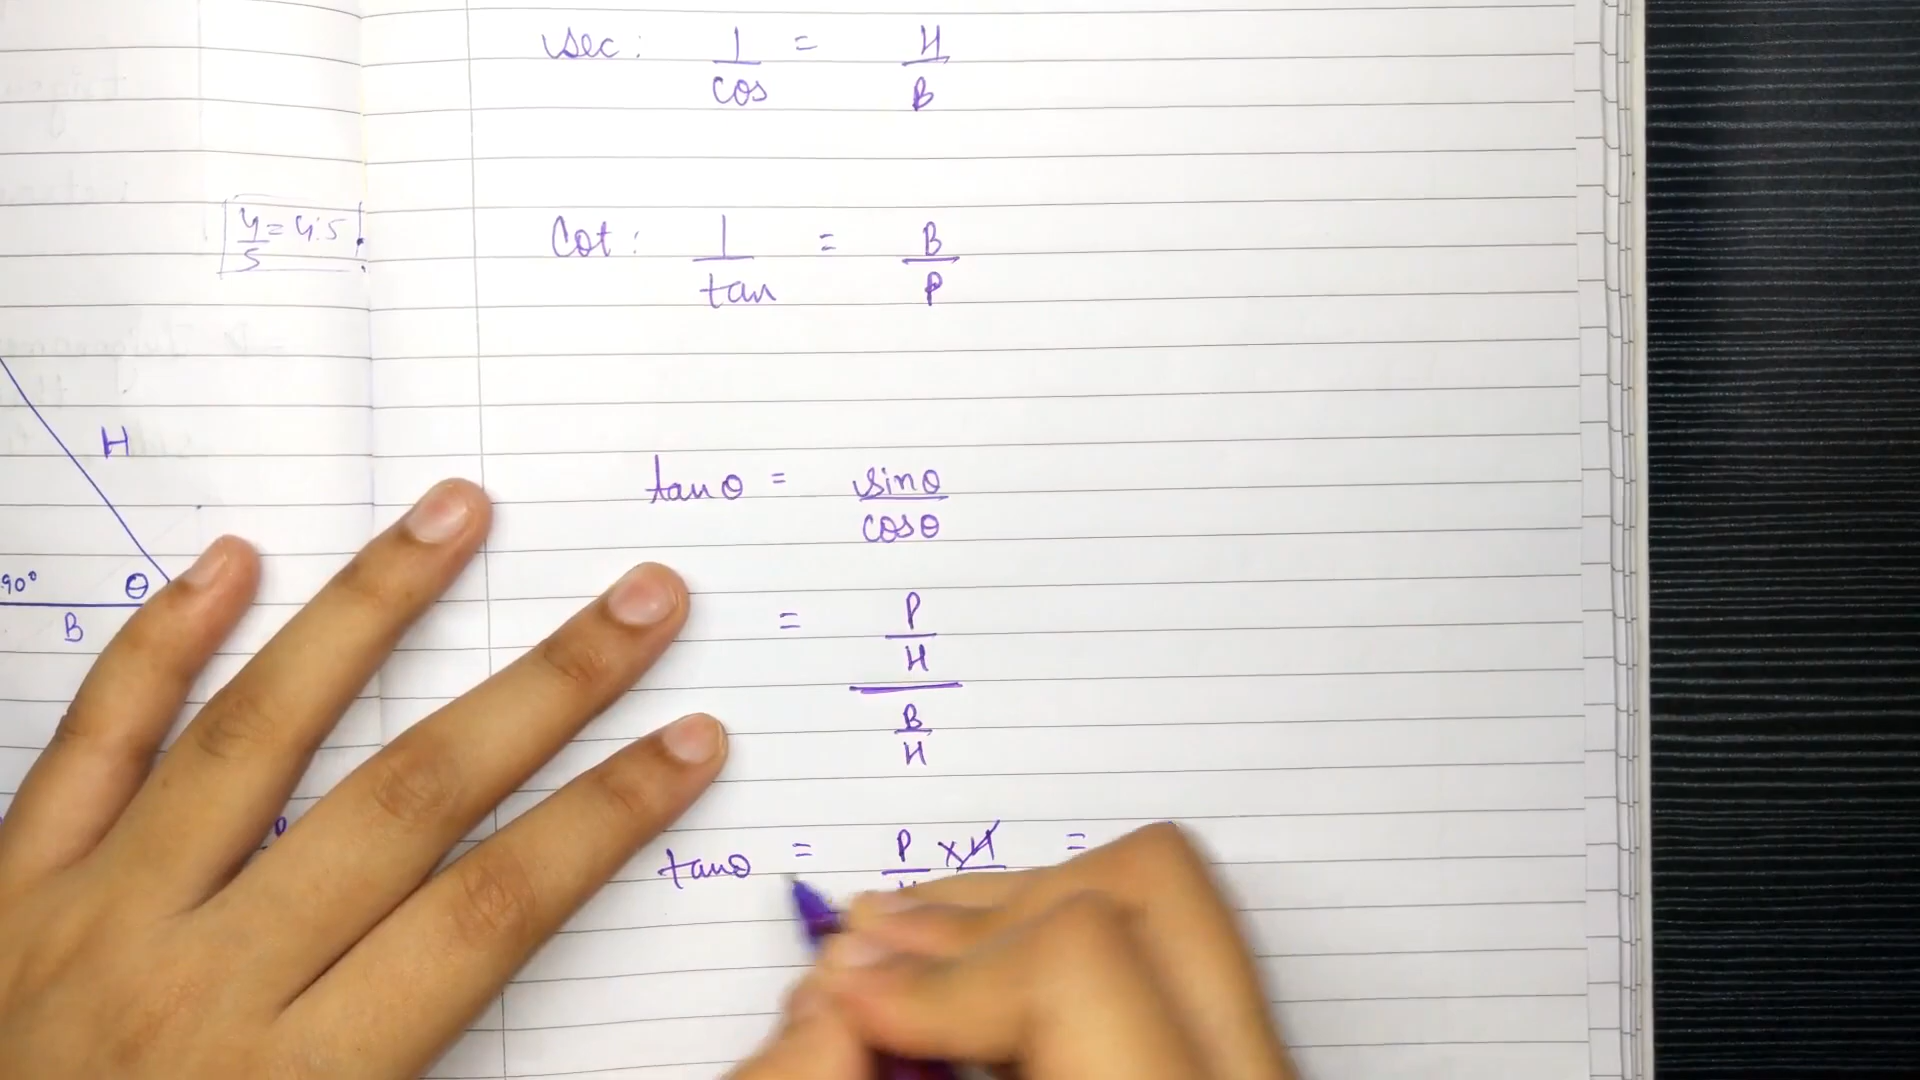 sec: 1/cos = H/B
y/5 = 4.5
Cot: 1/tan = B/P
H
tanθ = sinθ/cosθ
90° θ
B
= P/H / B/H
tanθ = P/H × H =